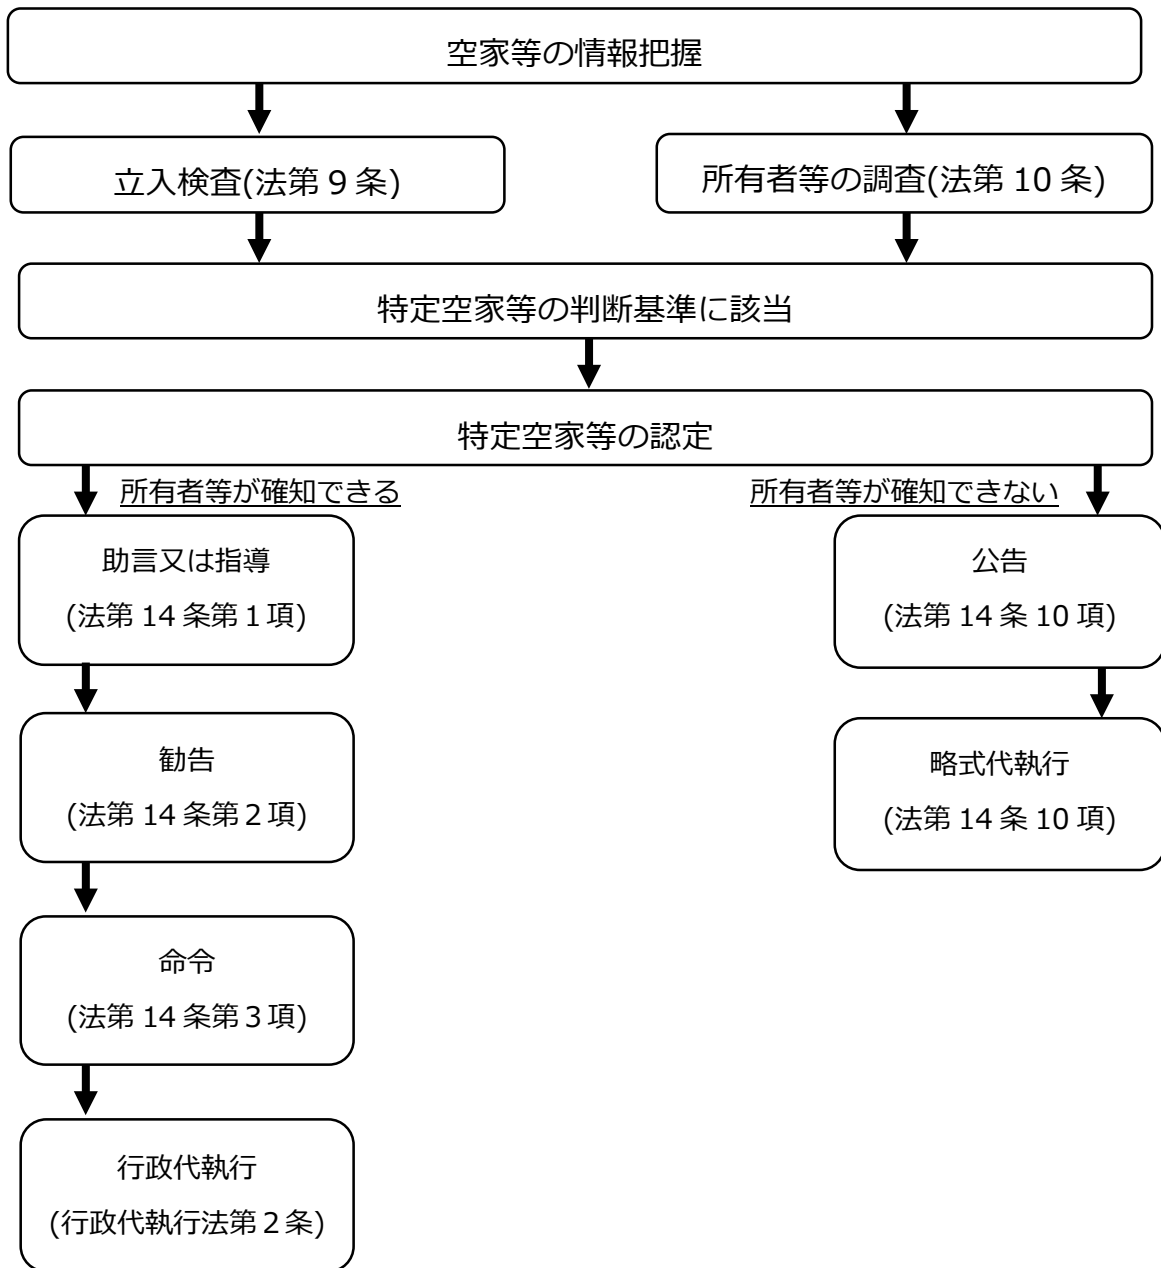 空家等の情報把握
立入検査(法第 9 条)
所有者等の調査(法第 10 条)
特定空家等の判断基準に該当
特定空家等の認定
所有者等が確知できる
所有者等が確知できない
助言又は指導
(法第 14 条第1項)
公告
(法第 14 条 10 項)
勧告
(法第 14 条第2項)
略式代執行
(法第 14 条 10 項)
命令
(法第 14 条第3項)
行政代執行
(行政代執行法第2条)